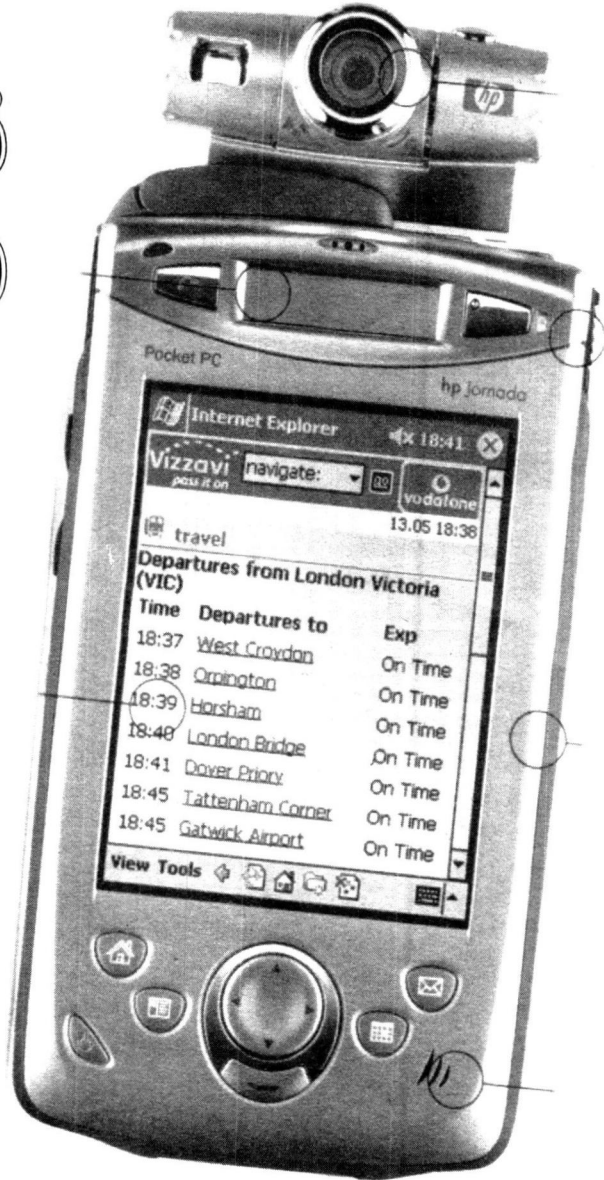 hp
Pocket PC
hp jornada
Internet Explorer 18:41
Vizzavi navigate: vodafone
pass it on
13.05 18:38
travel
Departures from London Victoria
(VIC)
Time Departures to Exp
18:37 West Croydon On Time
18:38 Orpington On Time
18:39 Horsham On Time
18:40 London Bridge On Time
18:41 Dover Priory On Time
18:45 Tattenham Corner On Time
18:45 Gatwick Airport On Time
View Tools